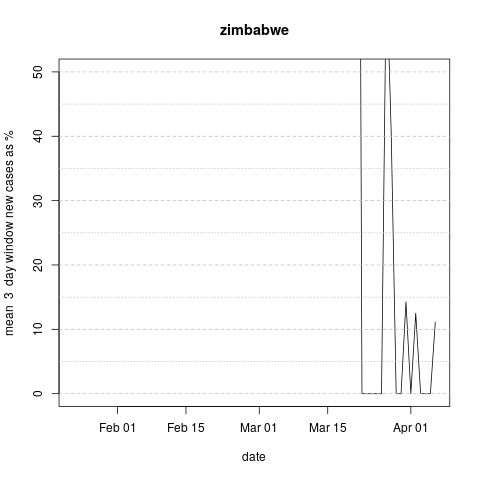 zimbabwe
mean  3  day window new cases as %
50
40
30
20
10
0
Feb 01
Feb 15
Mar 01
Mar 15
Apr 01
date